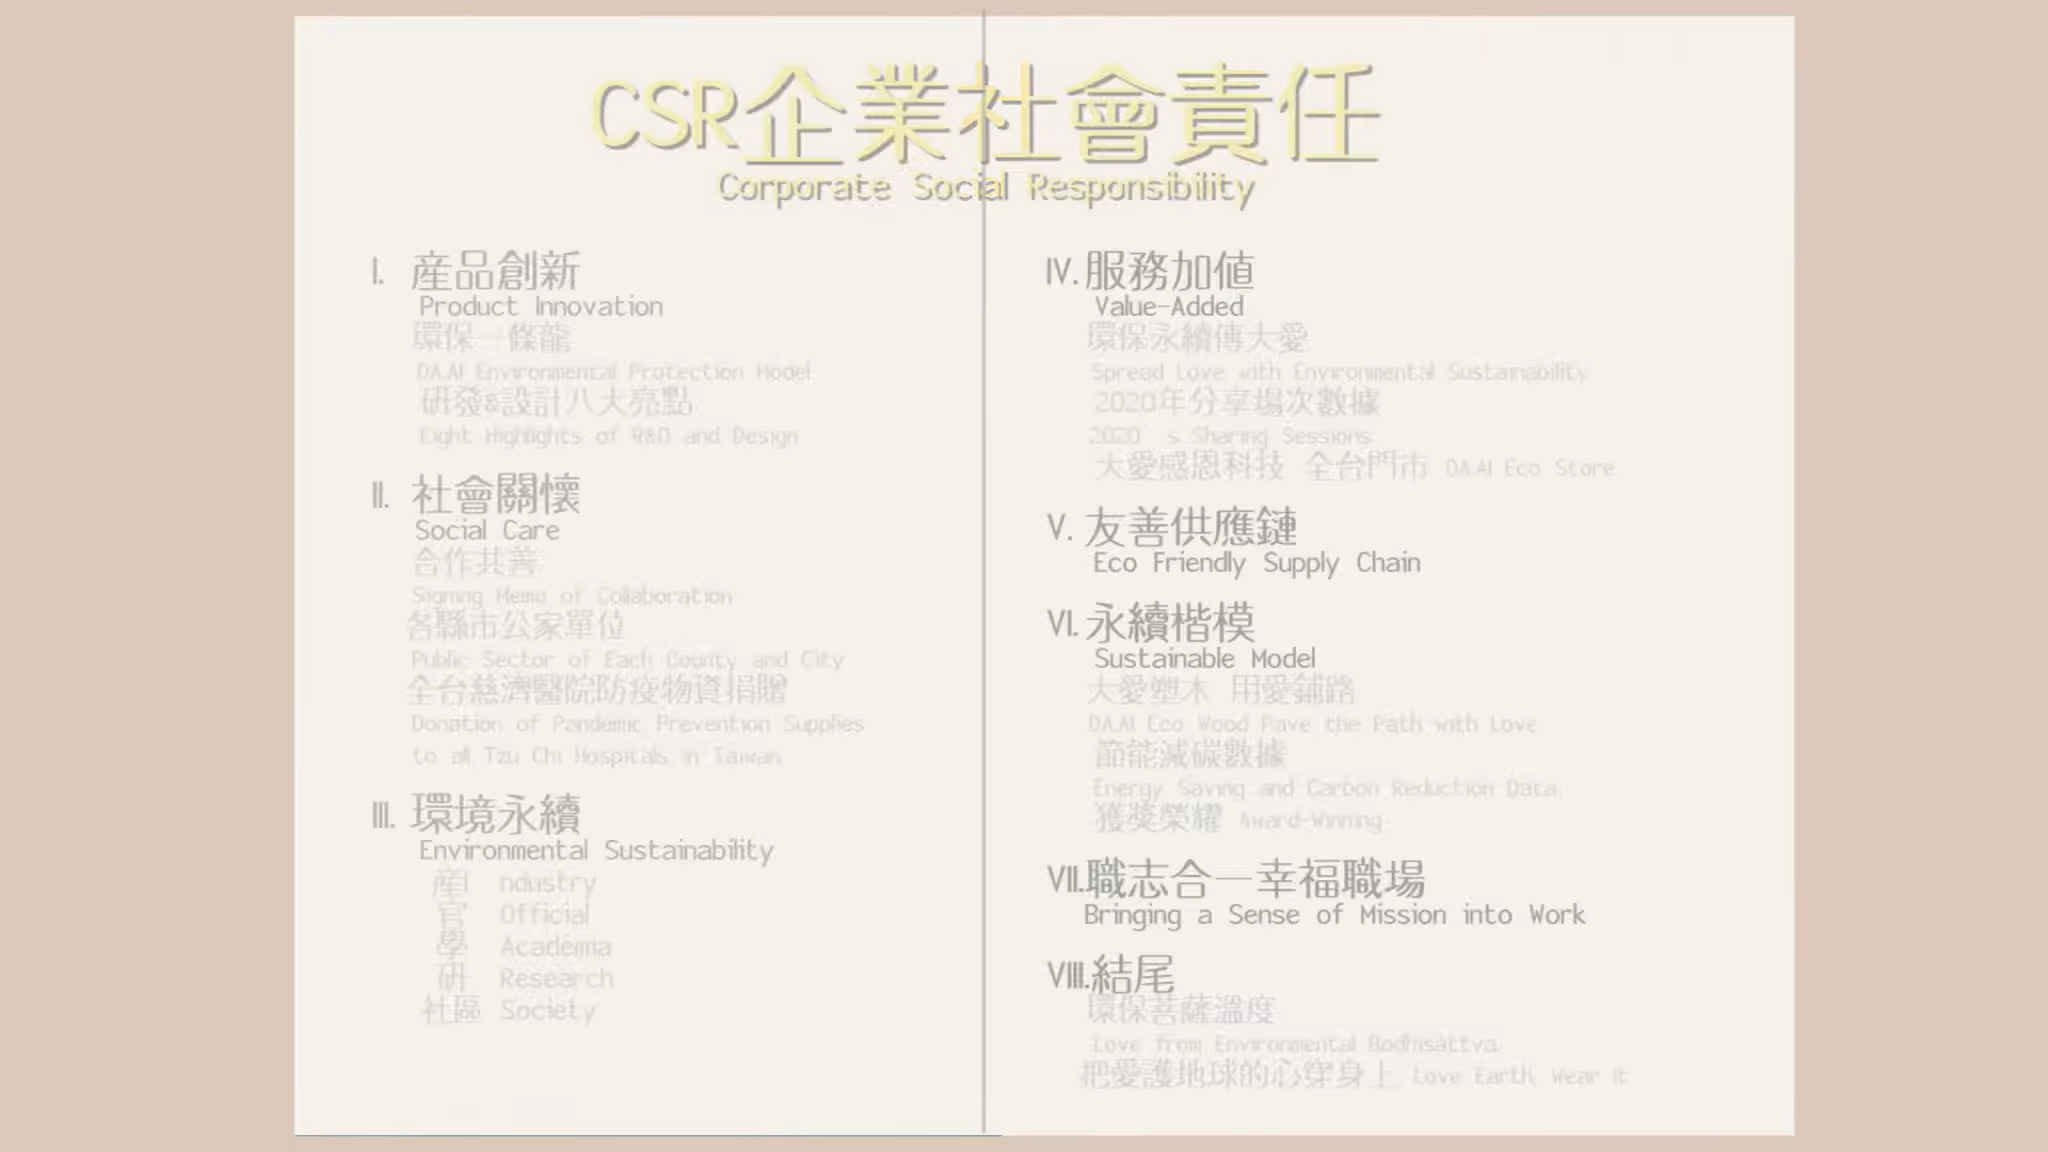 CSR企業社會責任
Corporate Social Responsibility
I. 產品創新
Product Innovation
環保一條龍
DA.AI Environmental Protection Model
研發&設計八大亮點
Eight Highlights of R&D and Design
II. 社會關懷
Social Care
合作共善
Signing Memo of Collaboration
各縣市公家單位
Public Sector of Each County and City
全台慈濟醫院防疫物資捐贈
Donation of Pandemic Prevention Supplies
to all Tzu Chi Hospitals in Taiwan
III. 環境永續
Environmental Sustainability
產 ndustry
官 Official
學 Academia
研 Research
社區 Society
IV. 服務加值
Value-Added
環保永續傳大愛
Spread Love with Environmental Sustainability
2020年分享場次數據
2020 s Sharing Sessions
大愛感恩科技 全台門市 DA.AI Eco Store
V. 友善供應鏈
Eco Friendly Supply Chain
VI. 永續楷模
Sustainable Model
大愛塑木 用愛鋪路
DA.AI Eco Wood Pave the Path with Love
節能減碳數據
Energy Saving and Carbon Reduction Data
獲獎榮耀 Award-Winning
VII. 職志合一幸福職場
Bringing a Sense of Mission into Work
VIII. 結尾
環保菩薩溫度
Love from Environmental Bodhisattva
把愛護地球的心穿身上 Love Earth, Wear It